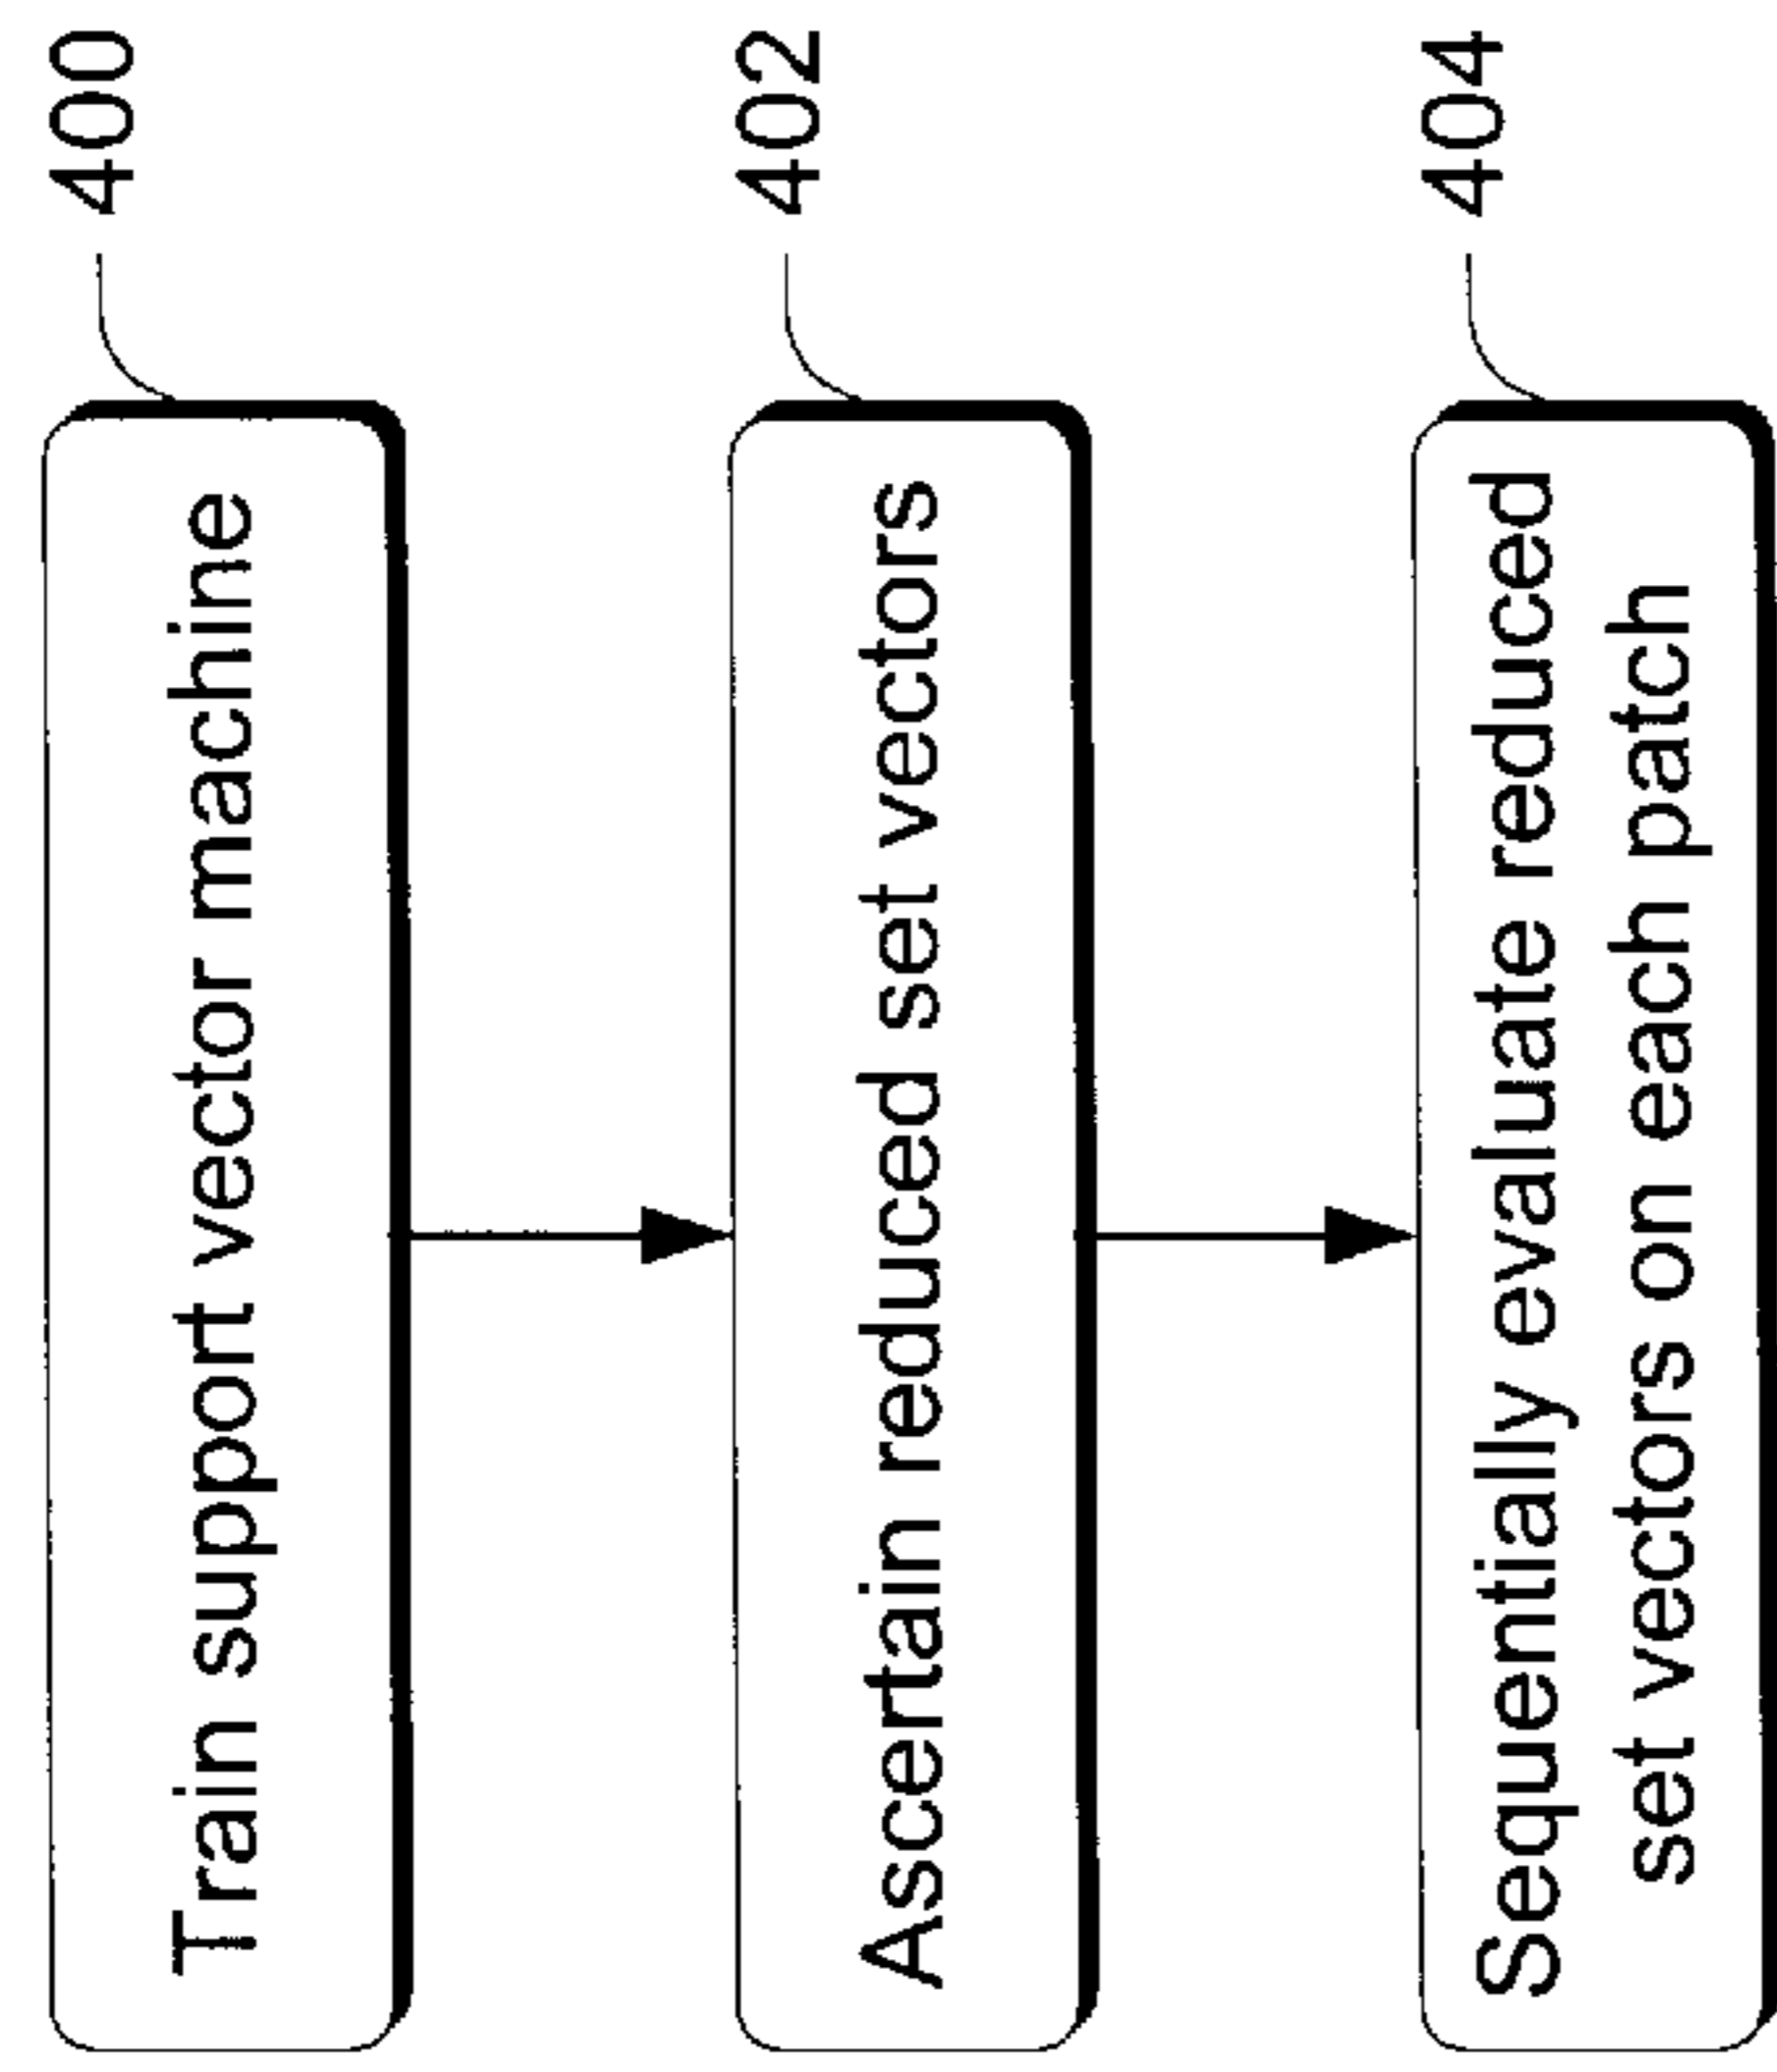 Train support vector machine
400
Ascertain reduced set vectors
402
Sequentially evaluate reduced
set vectors on each patch
404